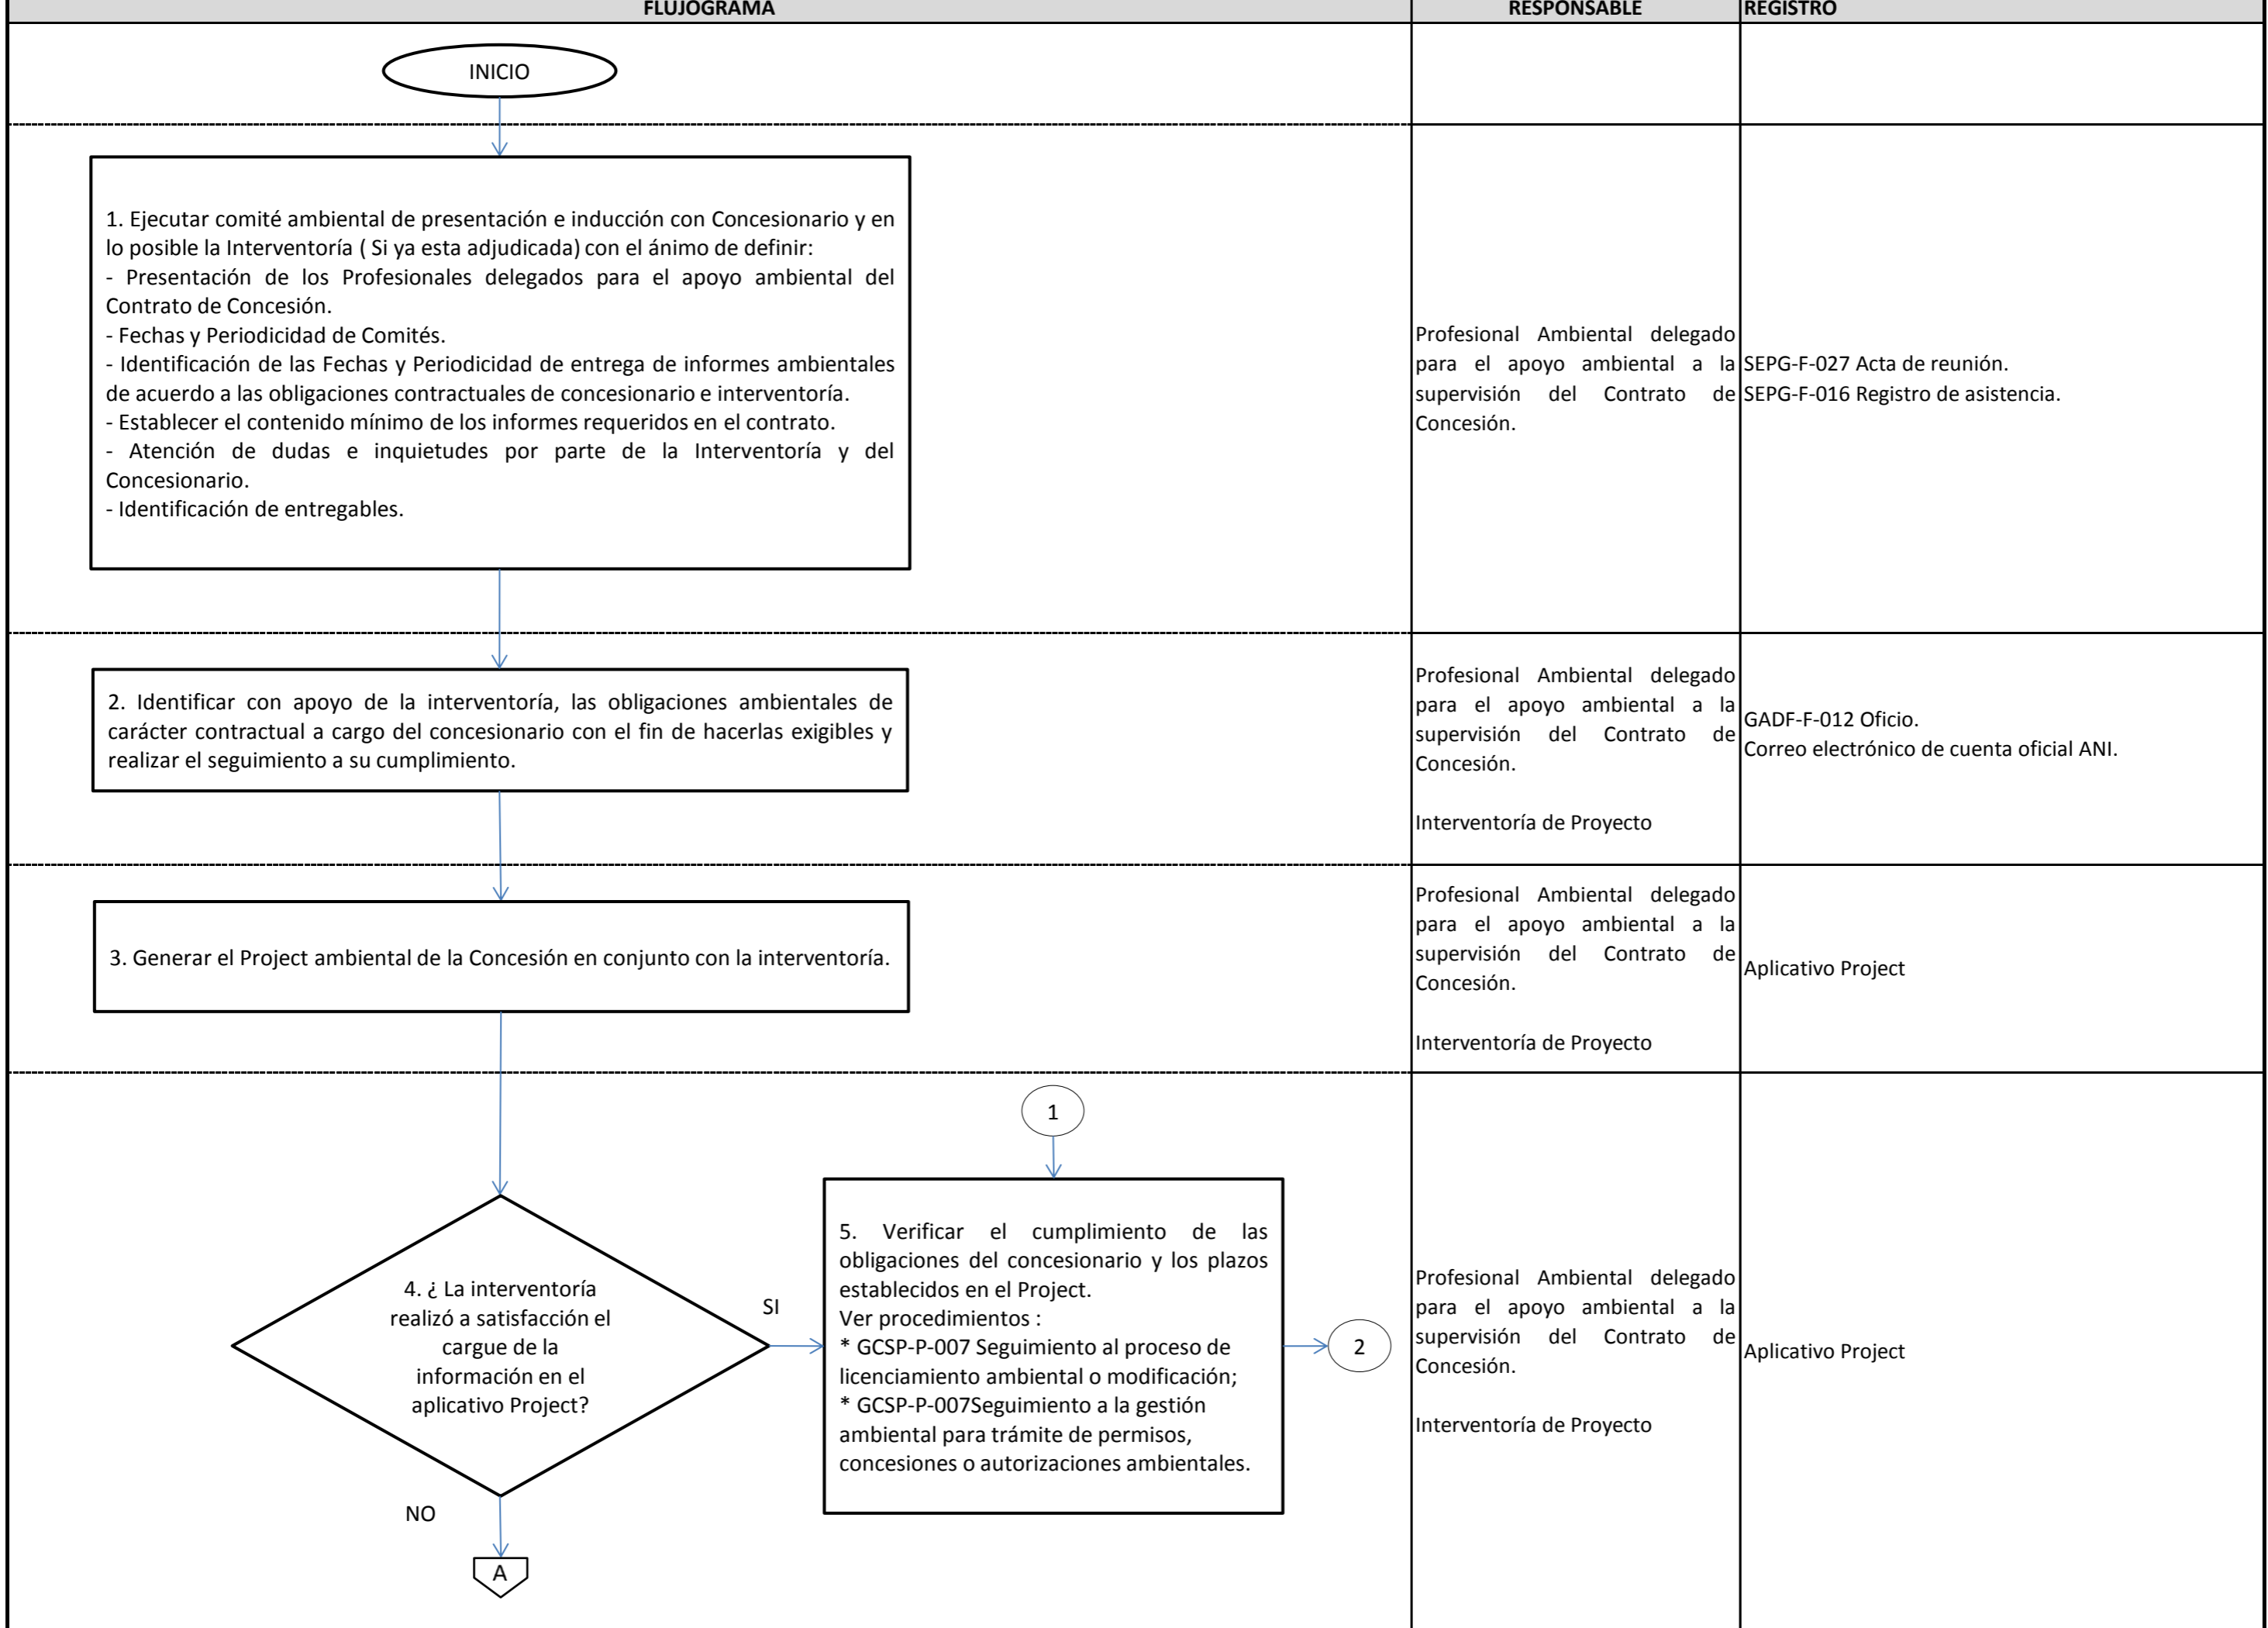 FLUJOGRAMA
RESPONSABLE
REGISTRO
INICIO
1. Ejecutar comité ambiental de presentación e inducción con Concesionario y en
lo posible la Interventoría ( Si ya esta adjudicada) con el ánimo de definir:
- Presentación de los Profesionales delegados para el apoyo ambiental del
Contrato de Concesión.
- Fechas y Periodicidad de Comités.
- Identificación de las Fechas y Periodicidad de entrega de informes ambientales
de acuerdo a las obligaciones contractuales de concesionario e interventoría.
- Establecer el contenido mínimo de los informes requeridos en el contrato.
- Atención de dudas e inquietudes por parte de la Interventoría y del
Concesionario.
- Identificación de entregables.
Profesional Ambiental delegado
para el apoyo ambiental a la
supervisión del Contrato de
Concesión.
SEPG-F-027 Acta de reunión.
SEPG-F-016 Registro de asistencia.
2. Identificar con apoyo de la interventoría, las obligaciones ambientales de
carácter contractual a cargo del concesionario con el fin de hacerlas exigibles y
realizar el seguimiento a su cumplimiento.
Profesional Ambiental delegado
para el apoyo ambiental a la
supervisión del Contrato de
Concesión.
Interventoría de Proyecto
GADF-F-012 Oficio.
Correo electrónico de cuenta oficial ANI.
3. Generar el Project ambiental de la Concesión en conjunto con la interventoría.
Profesional Ambiental delegado
para el apoyo ambiental a la
supervisión del Contrato de
Concesión.
Interventoría de Proyecto
Aplicativo Project
4. ¿ La interventoría
realizó a satisfacción el
cargue de la
información en el
aplicativo Project?
SI
NO
A
1
5. Verificar el cumplimiento de las
obligaciones del concesionario y los plazos
establecidos en el Project.
Ver procedimientos :
* GCSP-P-007 Seguimiento al proceso de
licenciamiento ambiental o modificación;
* GCSP-P-007Seguimiento a la gestión
ambiental para trámite de permisos,
concesiones o autorizaciones ambientales.
2
Profesional Ambiental delegado
para el apoyo ambiental a la
supervisión del Contrato de
Concesión.
Interventoría de Proyecto
Aplicativo Project